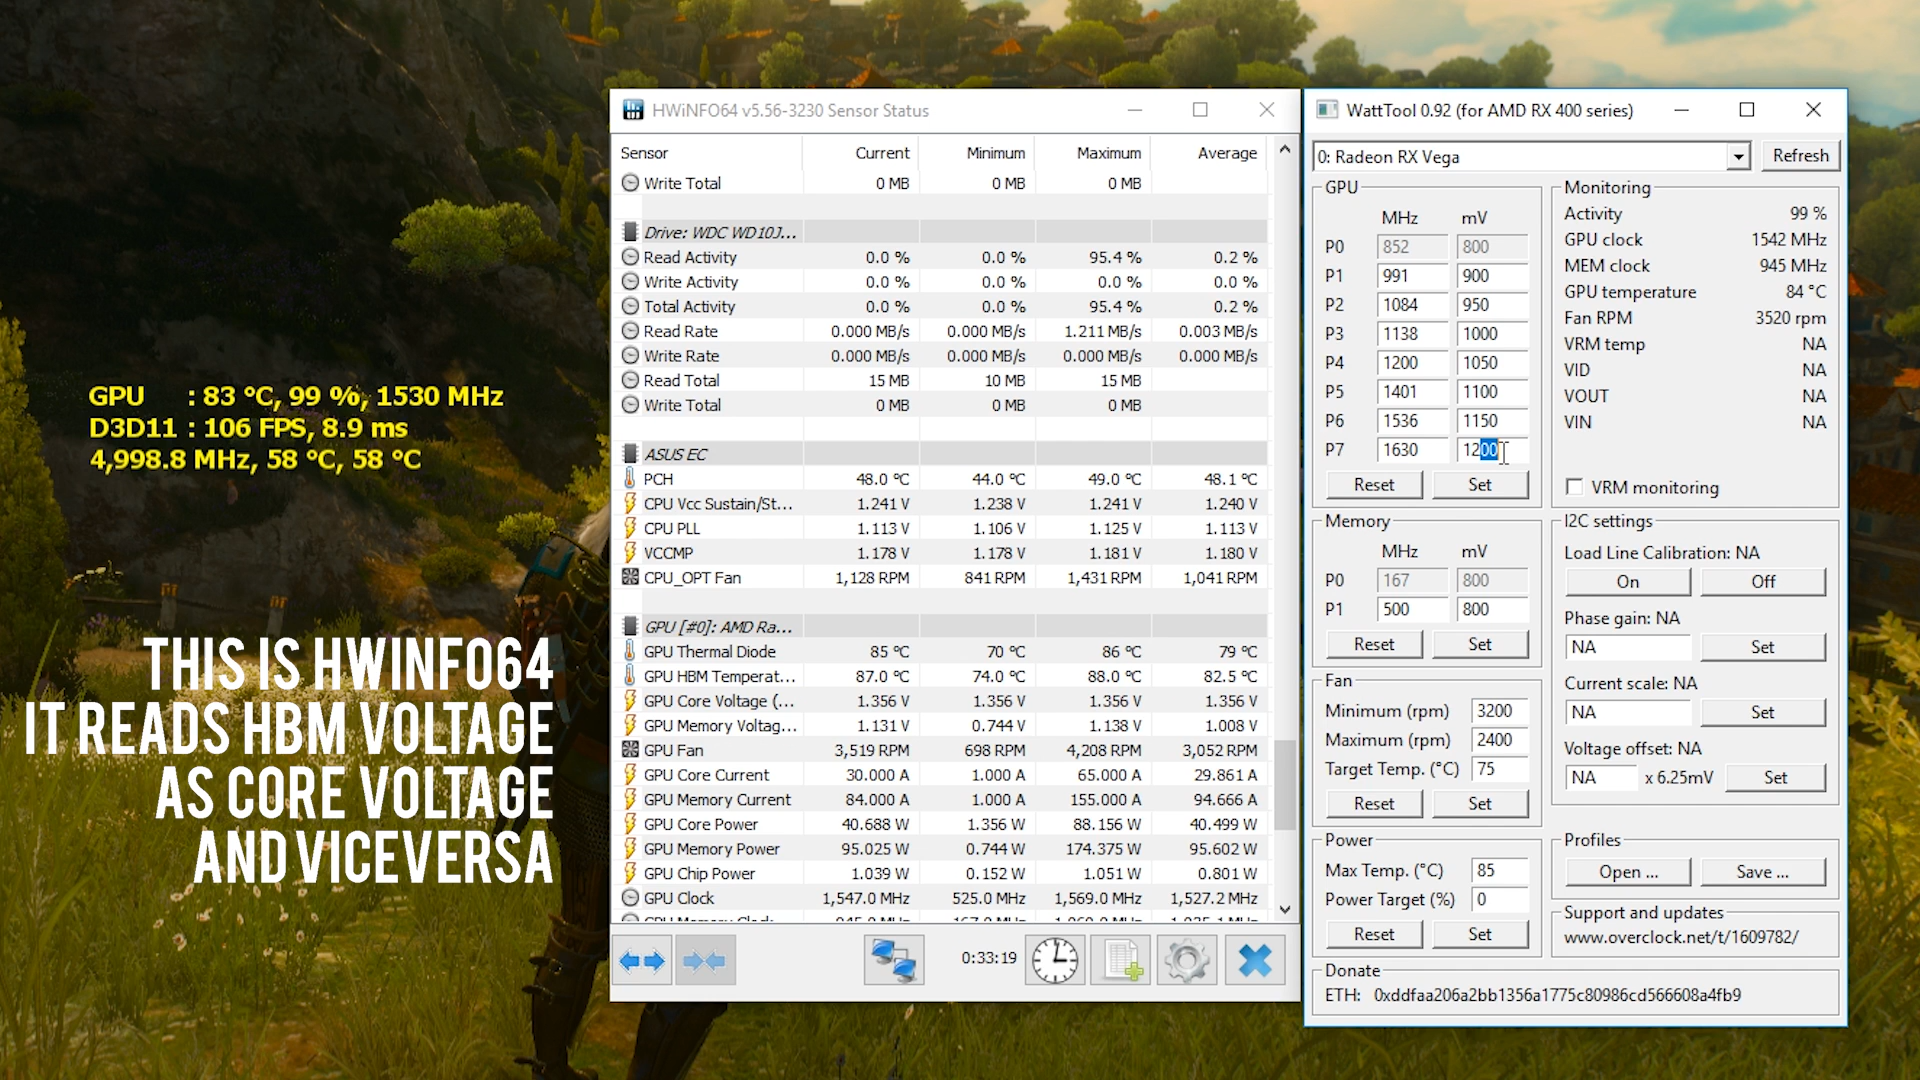 GPU : 83 °C, 99 %, 1530 MHz
D3D11 : 106 FPS, 8.9 ms
4,998.8 MHz, 58 °C, 58 °C
THIS IS HWINFO64
IT READS HBM VOLTAGE
AS CORE VOLTAGE
AND VICEVERSA
HWiNFO64 v5.56-3230 Sensor Status
Sensor Current Minimum Maximum Average
Write Total 0 MB 0 MB 0 MB
Drive: WDC WD10J...
Read Activity 0.0 % 0.0 % 95.4 % 0.2 %
Write Activity 0.0 % 0.0 % 0.0 % 0.0 %
Total Activity 0.0 % 0.0 % 95.4 % 0.2 %
Read Rate 0.000 MB/s 0.000 MB/s 1.211 MB/s 0.003 MB/s
Write Rate 0.000 MB/s 0.000 MB/s 0.000 MB/s 0.000 MB/s
Read Total 15 MB 10 MB 15 MB
Write Total 0 MB 0 MB 0 MB
ASUS EC
PCH 48.0 °C 44.0 °C 49.0 °C 48.1 °C
CPU Vcc Sustain/St... 1.241 V 1.238 V 1.241 V 1.240 V
CPU PLL 1.113 V 1.106 V 1.125 V 1.113 V
VCCMP 1.178 V 1.178 V 1.181 V 1.180 V
CPU_OPT Fan 1,128 RPM 841 RPM 1,431 RPM 1,041 RPM
GPU [#0]: AMD Ra...
GPU Thermal Diode 85 °C 70 °C 86 °C 79 °C
GPU HBM Temperat... 87.0 °C 74.0 °C 88.0 °C 82.5 °C
GPU Core Voltage (... 1.356 V 1.356 V 1.356 V 1.356 V
GPU Memory Voltag... 1.131 V 0.744 V 1.138 V 1.008 V
GPU Fan 3,519 RPM 698 RPM 4,208 RPM 3,052 RPM
GPU Core Current 30.000 A 1.000 A 65.000 A 29.861 A
GPU Memory Current 84.000 A 1.000 A 155.000 A 94.666 A
GPU Core Power 40.688 W 1.356 W 88.156 W 40.499 W
GPU Memory Power 95.025 W 0.744 W 174.375 W 95.602 W
GPU Chip Power 1.039 W 0.152 W 1.051 W 0.801 W
GPU Clock 1,547.0 MHz 525.0 MHz 1,569.0 MHz 1,527.2 MHz
0:33:19
WattTool 0.92 (for AMD RX 400 series)
0: Radeon RX Vega Refresh
GPU
MHz mV
P0 852 800
P1 991 900
P2 1084 950
P3 1138 1000
P4 1200 1050
P5 1401 1100
P6 1536 1150
P7 1630 1200
Reset Set
Memory
MHz mV
P0 167 800
P1 500 800
Reset Set
Fan
Minimum (rpm) 3200
Maximum (rpm) 2400
Target Temp. (°C) 75
Reset Set
Power
Max Temp. (°C) 85
Power Target (%) 0
Reset Set
Monitoring
Activity 99 %
GPU clock 1542 MHz
MEM clock 945 MHz
GPU temperature 84 °C
Fan RPM 3520 rpm
VRM temp NA
VID NA
VOUT NA
VIN NA
VRM monitoring
I2C settings
Load Line Calibration: NA
On Off
Phase gain: NA
NA Set
Current scale: NA
NA Set
Voltage offset: NA
NA x 6.25mV Set
Profiles
Open ... Save ...
Support and updates
www.overclock.net/t/1609782/
Donate
ETH: 0xddfaa206a2bb1356a1775c80986cd566608a4fb9